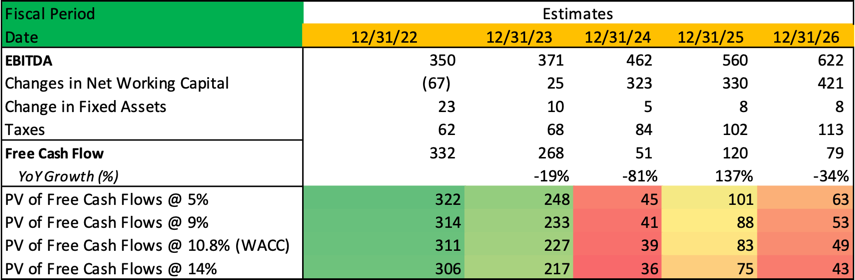 Fiscal Period Estimates
Date 12/31/22 12/31/23 12/31/24 12/31/25 12/31/26
EBITDA 350 371 462 560 622
Changes in Net Working Capital (67) 25 323 330 421
Change in Fixed Assets 23 10 5 8 8
Taxes 62 68 84 102 113
Free Cash Flow 332 268 51 120 79
YoY Growth (%) -19% -81% 137% -34%
PV of Free Cash Flows @ 5% 322 248 45 101 63
PV of Free Cash Flows @ 9% 314 233 41 88 53
PV of Free Cash Flows @ 10.8% (WACC) 311 227 39 83 49
PV of Free Cash Flows @ 14% 306 217 36 75 43